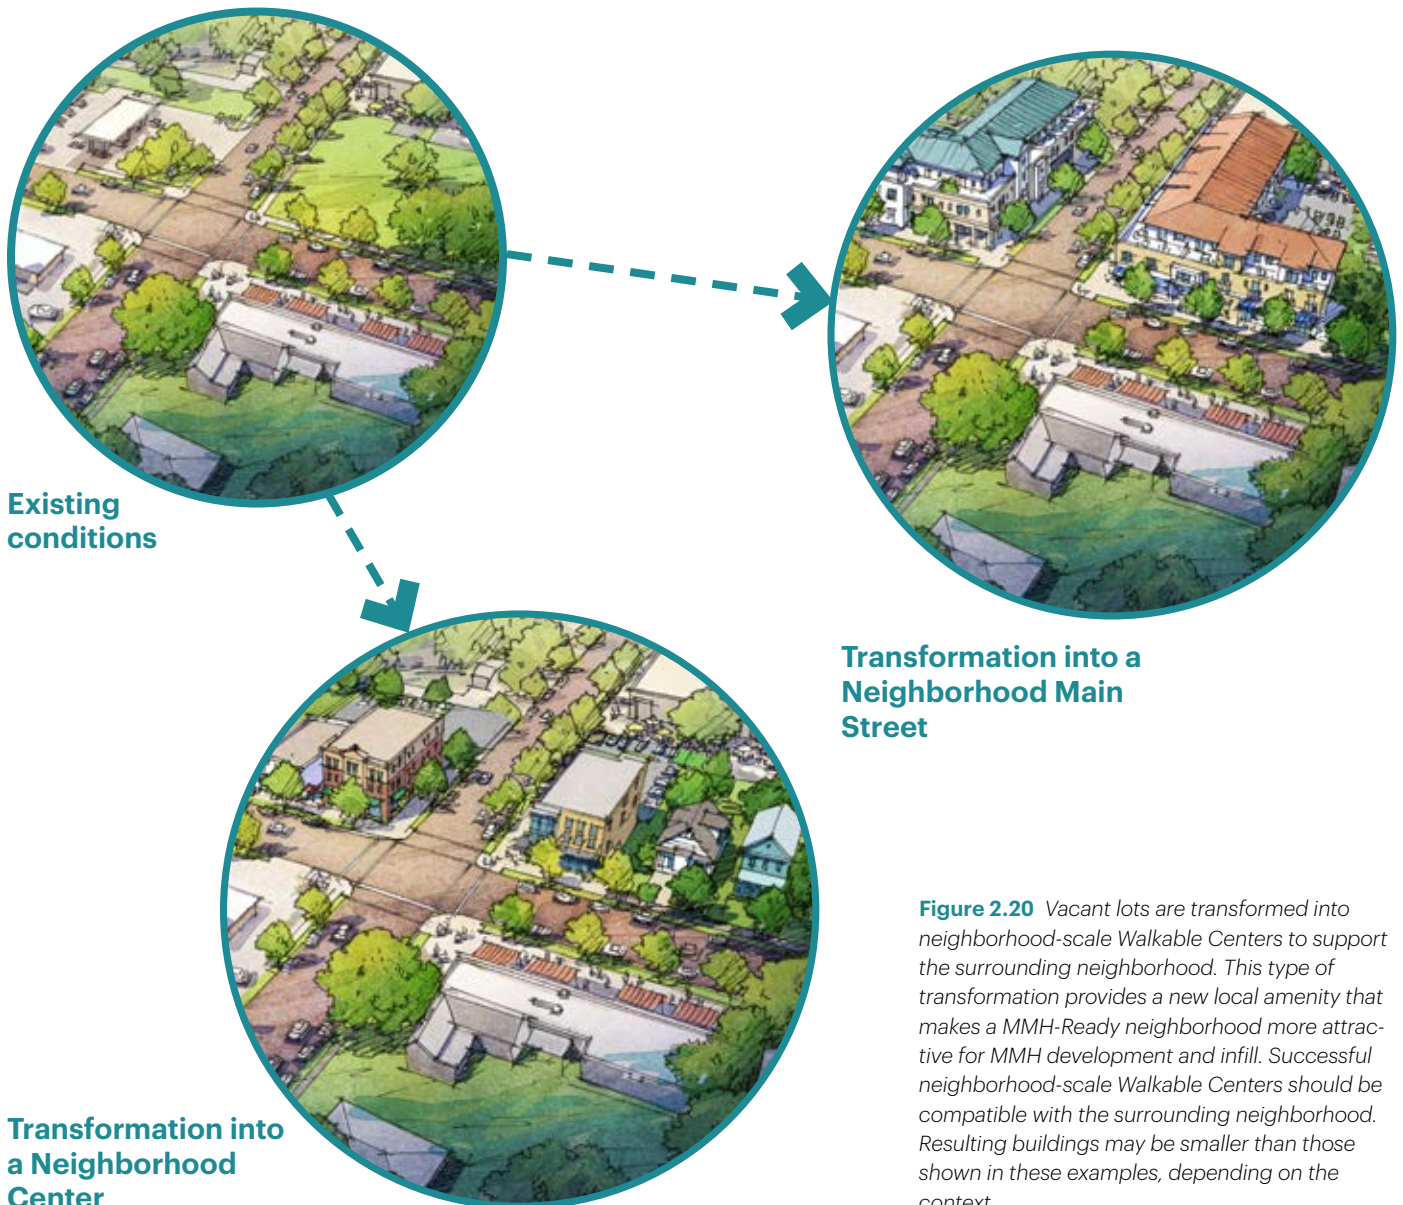 Existing
conditions
Transformation into a
Neighborhood Main
Street
Transformation into
a Neighborhood
Center
Figure 2.20 Vacant lots are transformed into
neighborhood-scale Walkable Centers to support
the surrounding neighborhood. This type of
transformation provides a new local amenity that
makes a MMH-Ready neighborhood more attrac-
tive for MMH development and infill. Successful
neighborhood-scale Walkable Centers should be
compatible with the surrounding neighborhood.
Resulting buildings may be smaller than those
shown in these examples, depending on the
context.